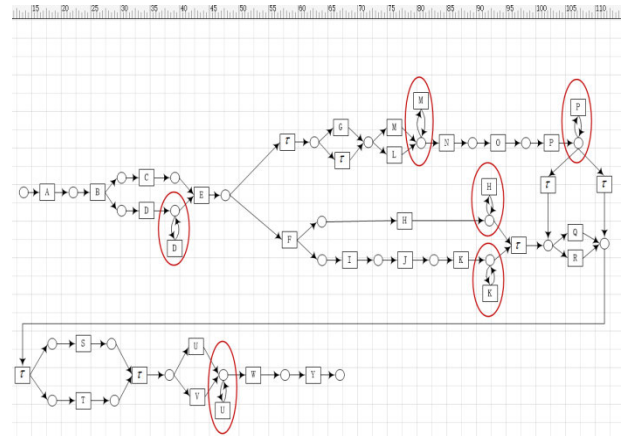 15 20 25 30 35 40 45 50 55 60 65 70 75 80 85 90 95 100 105 110
M P
G M
τ τ L N O P
C H τ τ
A B E
D F H Q
D I J K τ R
K
S U
τ τ W Y
T V
U